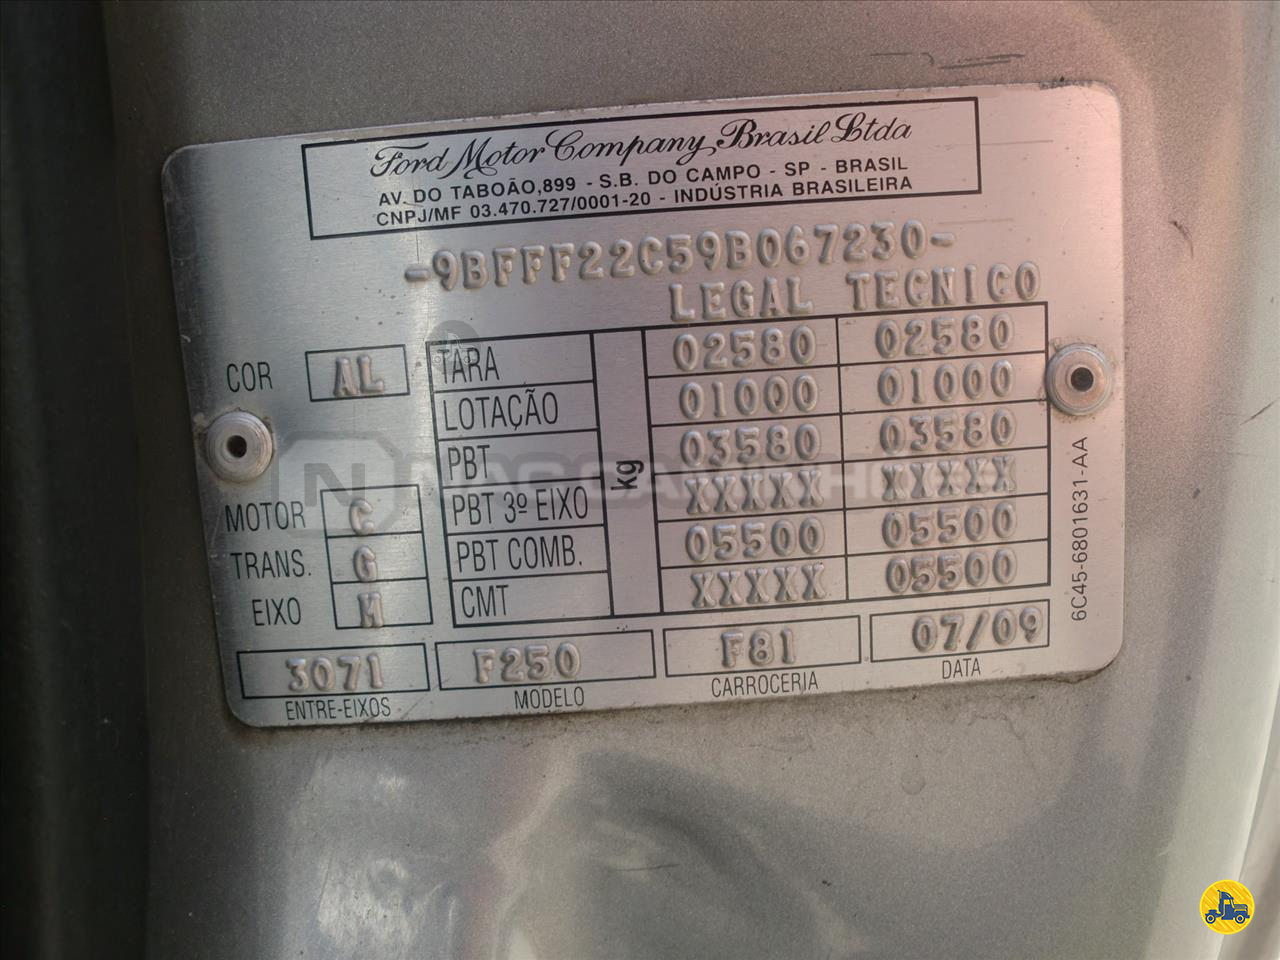 Ford Motor Company Brasil Ltda
AV. DO TABOÃO,899 - S.B. DO CAMPO - SP - BRASIL
CNPJ/MF 03.470.727/0001-20 - INDÚSTRIA BRASILEIRA
-9BFFF22C59B067230-
LEGAL TECNICO
COR AL
TARA 02580 02580
LOTAÇÃO 01000 01000
PBT kg 03580 03580
MOTOR C PBT 3º EIXO XXXXX XXXXX
TRANS. G PBT COMB. 05500 05500
EIXO M CMT XXXXX 05500
3071 F250 F81 07/09
ENTRE-EIXOS MODELO CARROCERIA DATA
6C45-6801631-AA